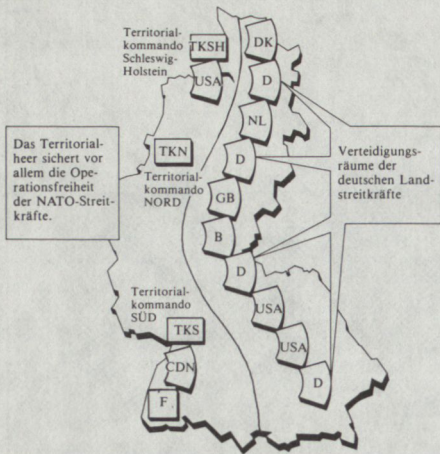 Territorial-
kommando
Schleswig-
Holstein
TKSH
USA
DK
D
NL
D
GB
B
D
USA
USA
D
Das Territorial-
heer sichert vor
allem die Ope-
rationsfreiheit
der NATO-Streit-
kräfte.
TKN
Territorial-
kommando
NORD
Verteidigungs-
räume der
deutschen Land-
streitkräfte
Territorial-
kommando
SÜD
TKS
CDN
F